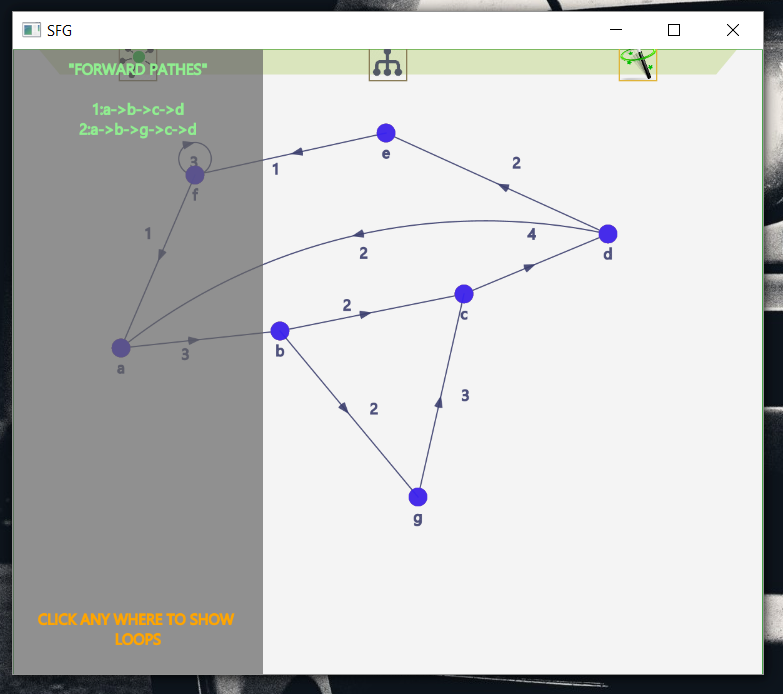 SFG
"FORWARD PATHES"
1:a->b->c->d
2:a->b->g->c->d
e
2
3
1
f
1
2
4
d
2
c
3
b
a
2
3
g
CLICK ANY WHERE TO SHOW
LOOPS